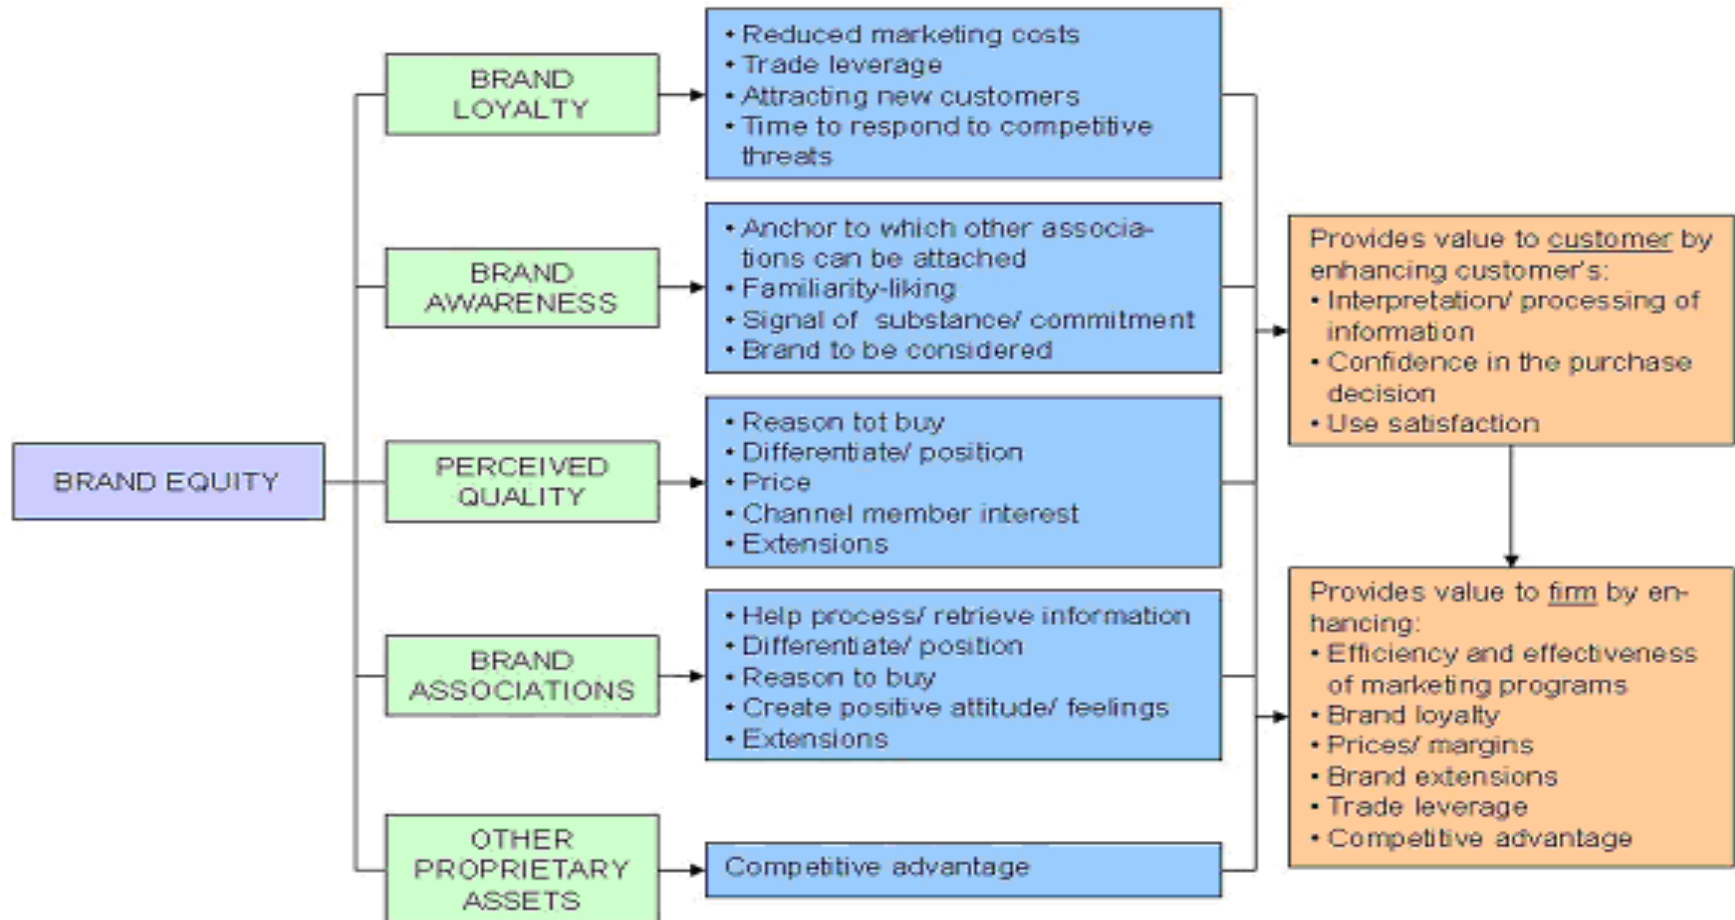 BRAND EQUITY
BRAND
LOYALTY
• Reduced marketing costs
• Trade leverage
• Attracting new customers
• Time to respond to competitive
threats
BRAND
AWARENESS
• Anchor to which other associa-
tions can be attached
• Familiarity-liking
• Signal of substance/ commitment
• Brand to be considered
PERCEIVED
QUALITY
• Reason tot buy
• Differentiate/ position
• Price
• Channel member interest
• Extensions
BRAND
ASSOCIATIONS
• Help process/ retrieve information
• Differentiate/ position
• Reason to buy
• Create positive attitude/ feelings
• Extensions
OTHER
PROPRIETARY
ASSETS
Competitive advantage
Provides value to customer by
enhancing customer's:
• Interpretation/ processing of
information
• Confidence in the purchase
decision
• Use satisfaction
Provides value to firm by en-
hancing:
• Efficiency and effectiveness
of marketing programs
• Brand loyalty
• Prices/ margins
• Brand extensions
• Trade leverage
• Competitive advantage